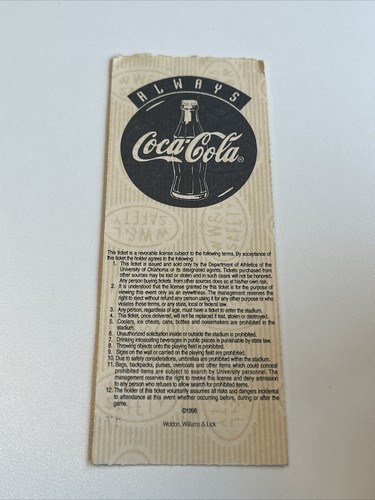 ALWAYS
Coca-Cola®
This ticket is a revocable license subject to the following terms. By acceptance of
this ticket the holder agrees to the following:
1. This ticket is issued and sold only by the Department of Athletics of the
University of Oklahoma or its designated agents. Tickets purchased from
other sources may be lost or stolen and in such cases will not be honored.
Any person buying tickets from other sources does so at his/her own risk.
2. It is understood that the license granted by this ticket is for the purpose of
viewing this event only as an eyewitness. The management reserves the
right to eject without refund any person using it for any other purpose or who
violates these terms, or any state, local or federal law.
3. Any person, regardless of age, must have a ticket to enter the stadium.
4. This ticket, once delivered, will not be replaced if lost, stolen or destroyed.
5. Coolers, ice chests, cans, bottles and noisemakers are prohibited in the
stadium.
6. Unauthorized solicitation inside or outside the stadium is prohibited.
7. Drinking intoxicating beverages in public places is punishable by state law.
8. Throwing objects onto the playing field is prohibited.
9. Signs on the wall or carried on the playing field are prohibited.
10. Due to safety considerations, umbrellas are prohibited within the stadium.
11. Bags, backpacks, purses, overcoats and other items which could conceal
prohibited items are subject to search by University personnel. The
management reserves the right to revoke this license and deny admission
to any person who refuses to allow search for prohibited items.
12. The holder of this ticket voluntarily assumes all risks and dangers incidental
to attendance at this event whether occurring before, during or after the
game.
©1998
Weldon, Williams & Lick